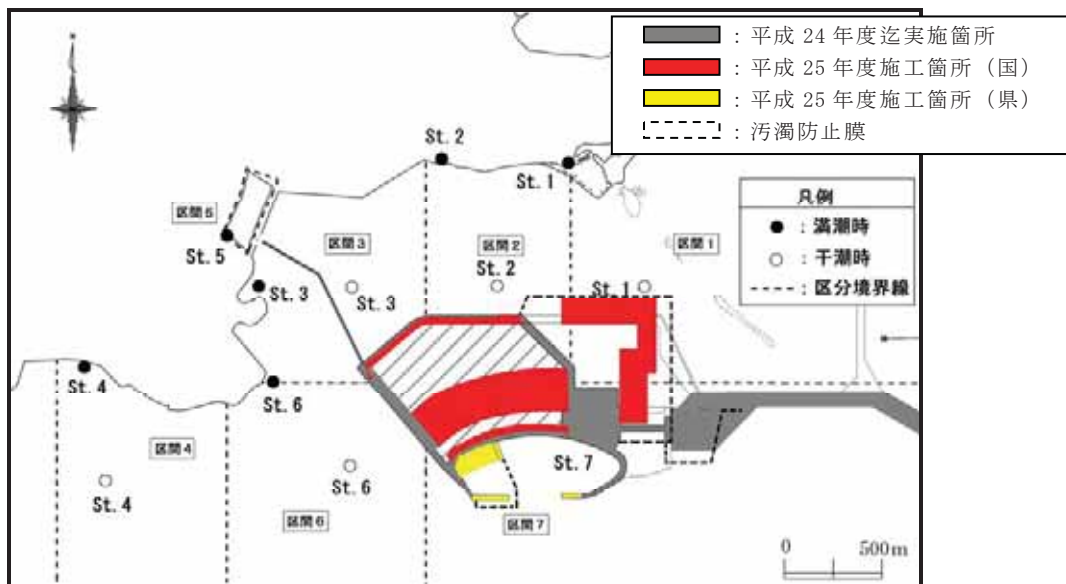 ：平成 24 年度迄実施箇所
：平成 25 年度施工箇所（国）
：平成 25 年度施工箇所（県）
：汚濁防止膜
St. 2
St. 1
凡例
●：満潮時
○：干潮時
-----：区分境界線
区間5
St. 5
区間3
区間2
区間1
St. 3
St. 3
St. 2
St. 1
St. 4
St. 6
区間4
St. 4
St. 6
St. 7
区間6
区間7
0 500m